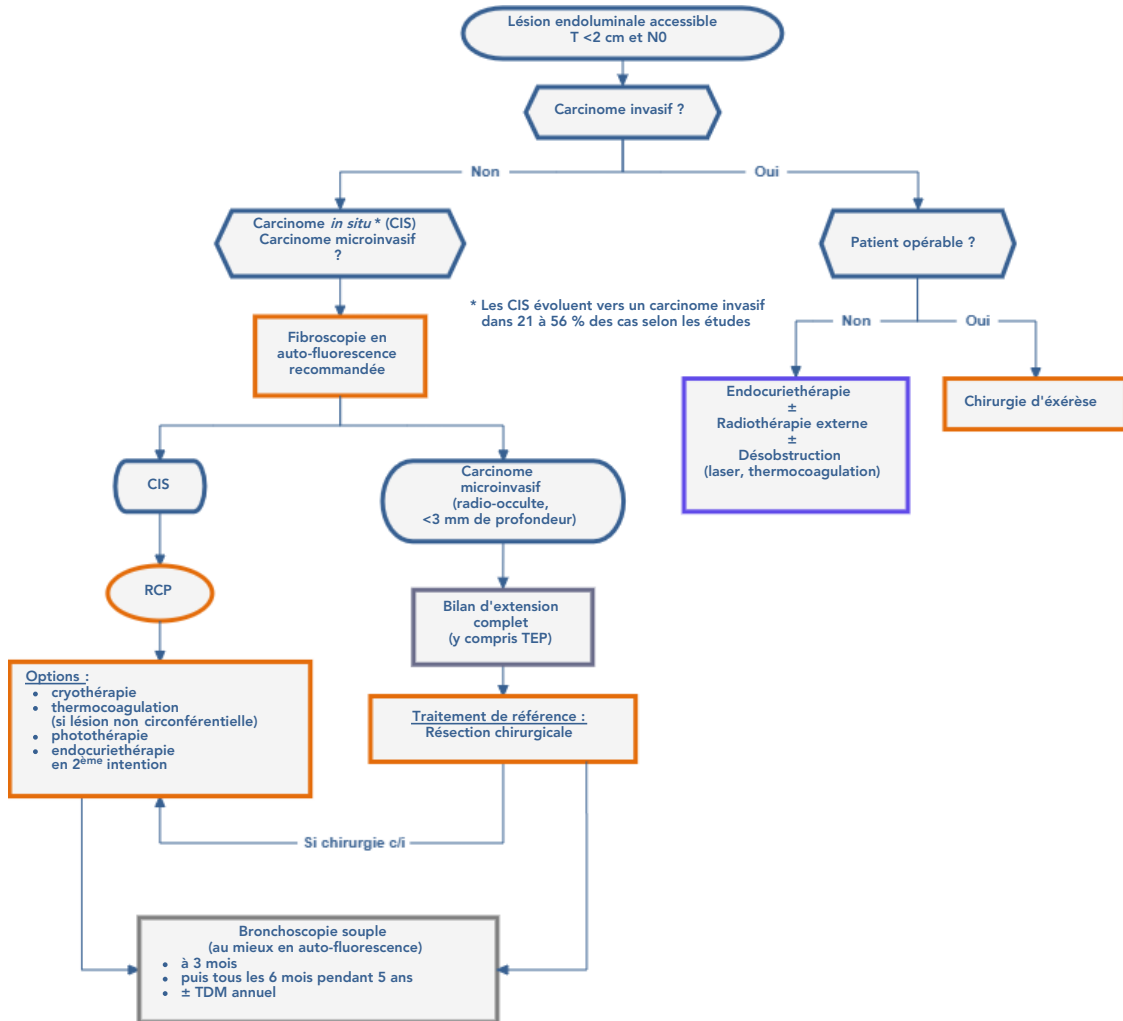 Lésion endoluminale accessible
T <2 cm et N0
Carcinome invasif ?
Non
Oui
Carcinome in situ * (CIS)
Carcinome microinvasif
?
Patient opérable ?
* Les CIS évoluent vers un carcinome invasif
dans 21 à 56 % des cas selon les études
Non
Oui
Fibroscopie en
auto-fluorescence
recommandée
Endocuriethérapie
±
Radiothérapie externe
±
Désobstruction
(laser, thermocoagulation)
Chirurgie d'éxérèse
CIS
Carcinome
microinvasif
(radio-occulte,
<3 mm de profondeur)
RCP
Bilan d'extension
complet
(y compris TEP)
Options :
• cryothérapie
• thermocoagulation
(si lésion non circonférentielle)
• photothérapie
• endocuriethérapie
en 2ème intention
Traitement de référence :
Résection chirurgicale
Si chirurgie c/i
Bronchoscopie souple
(au mieux en auto-fluorescence)
• à 3 mois
• puis tous les 6 mois pendant 5 ans
• ± TDM annuel